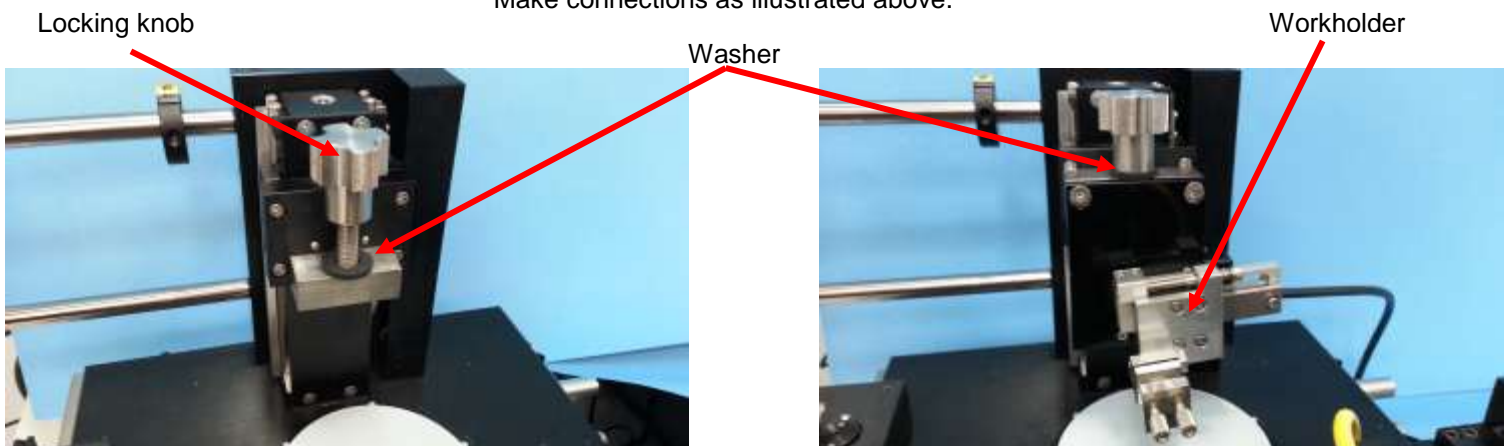 Make connections as illustrated above.
Locking knob
Workholder
Washer